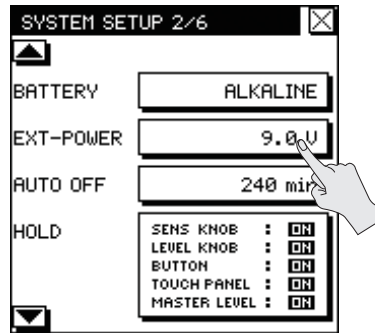 SYSTEM SETUP 2/6
BATTERY ALKALINE
EXT-POWER 9.0 V
AUTO OFF 240 min
HOLD SENS KNOB : ON
LEVEL KNOB : ON
BUTTON : ON
TOUCH PANEL : ON
MASTER LEVEL : ON